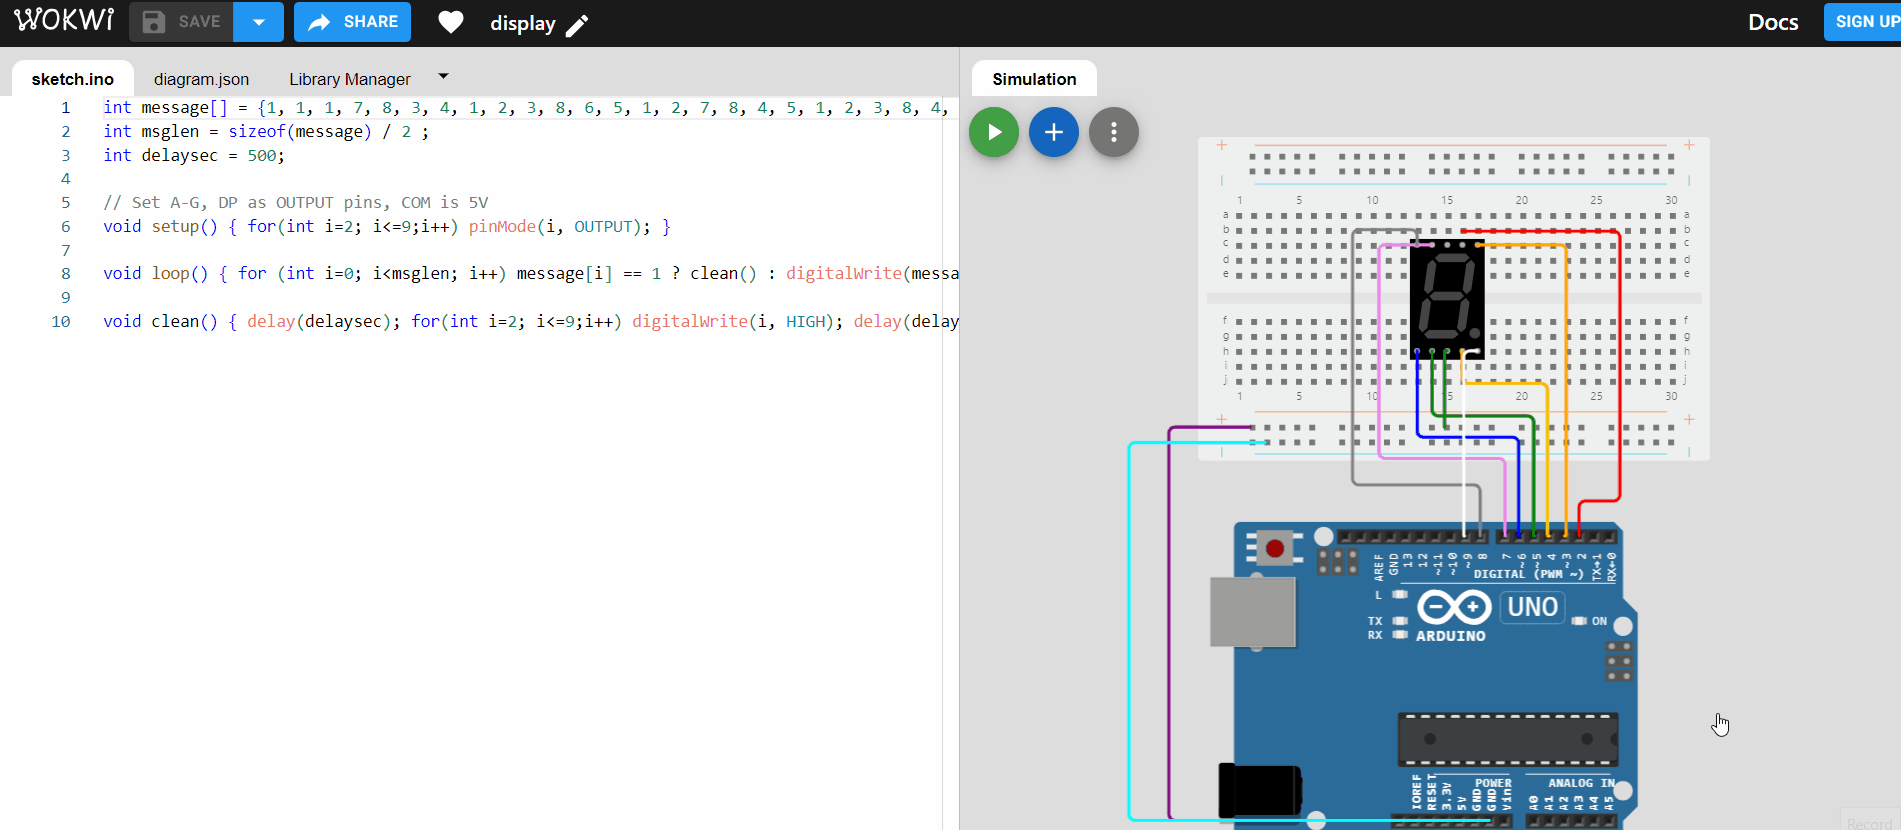 WOKWi SAVE SHARE display Docs SIGN UP
sketch.ino diagram.json Library Manager
Simulation
1 int message[] = {1, 1, 1, 7, 8, 3, 4, 1, 2, 3, 8, 6, 5, 1, 2, 7, 8, 4, 5, 1, 2, 3, 8, 4,
2 int msglen = sizeof(message) / 2 ;
3 int delaysec = 500;
4
5 // Set A-G, DP as OUTPUT pins, COM is 5V
6 void setup() { for(int i=2; i<=9;i++) pinMode(i, OUTPUT); }
7
8 void loop() { for (int i=0; i<msglen; i++) message[i] == 1 ? clean() : digitalWrite(messa
9
10 void clean() { delay(delaysec); for(int i=2; i<=9;i++) digitalWrite(i, HIGH); delay(delay
+ +
| |
1 5 10 15 20 25 30
a a
b b
c c
d d
e e
f f
g g
h h
i i
j j
1 5 10 15 20 25 30
+ +
| |
AREF GND 13 12 ~11 ~10 ~9 8 7 ~6 ~5 4 ~3 2 TX→1 RX←0
DIGITAL (PWM ~)
L
UNO
TX ON
RX ARDUINO
POWER ANALOG IN
IOREF RESET 3.3V 5V GND GND Vin A0 A1 A2 A3 A4 A5
Record